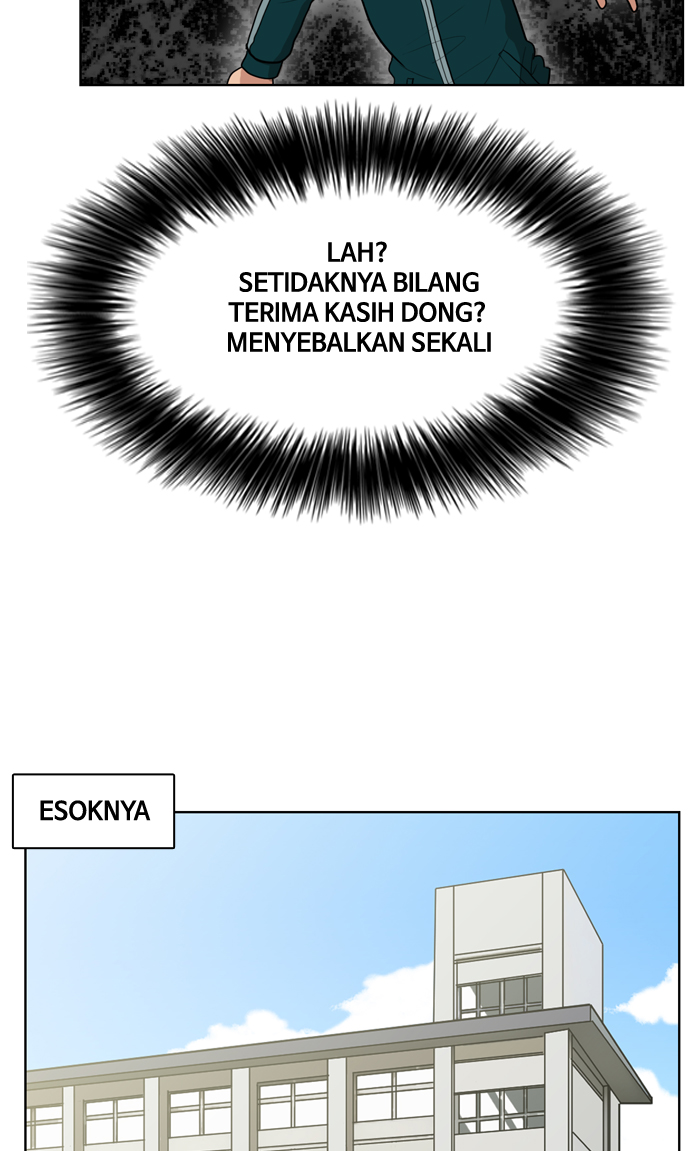 LAH?
SETIDAKNYA BILANG
TERIMA KASIH DONG?
MENYEBALKAN SEKALI
ESOKNYA